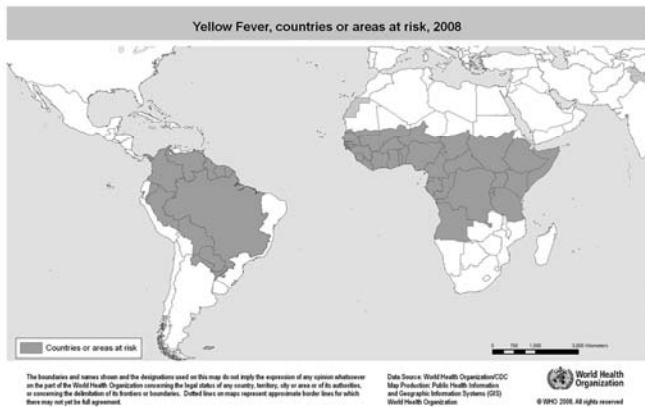 Yellow Fever, countries or areas at risk, 2008
Countries or areas at risk
The boundaries and names shown and the designations used on this map do not imply the expression of any opinion whatsoever
on the part of the World Health Organization concerning the legal status of any country, territory, city or area or of its authorities,
or concerning the delimitation of its frontiers or boundaries. Dotted lines on maps represent approximate border lines for which
there may not yet be full agreement.
Data Source: World Health Organization/CDC
Map Production: Public Health Information
and Geographic Information Systems (GIS)
World Health Organization
World Health
Organization
© WHO 2008. All rights reserved